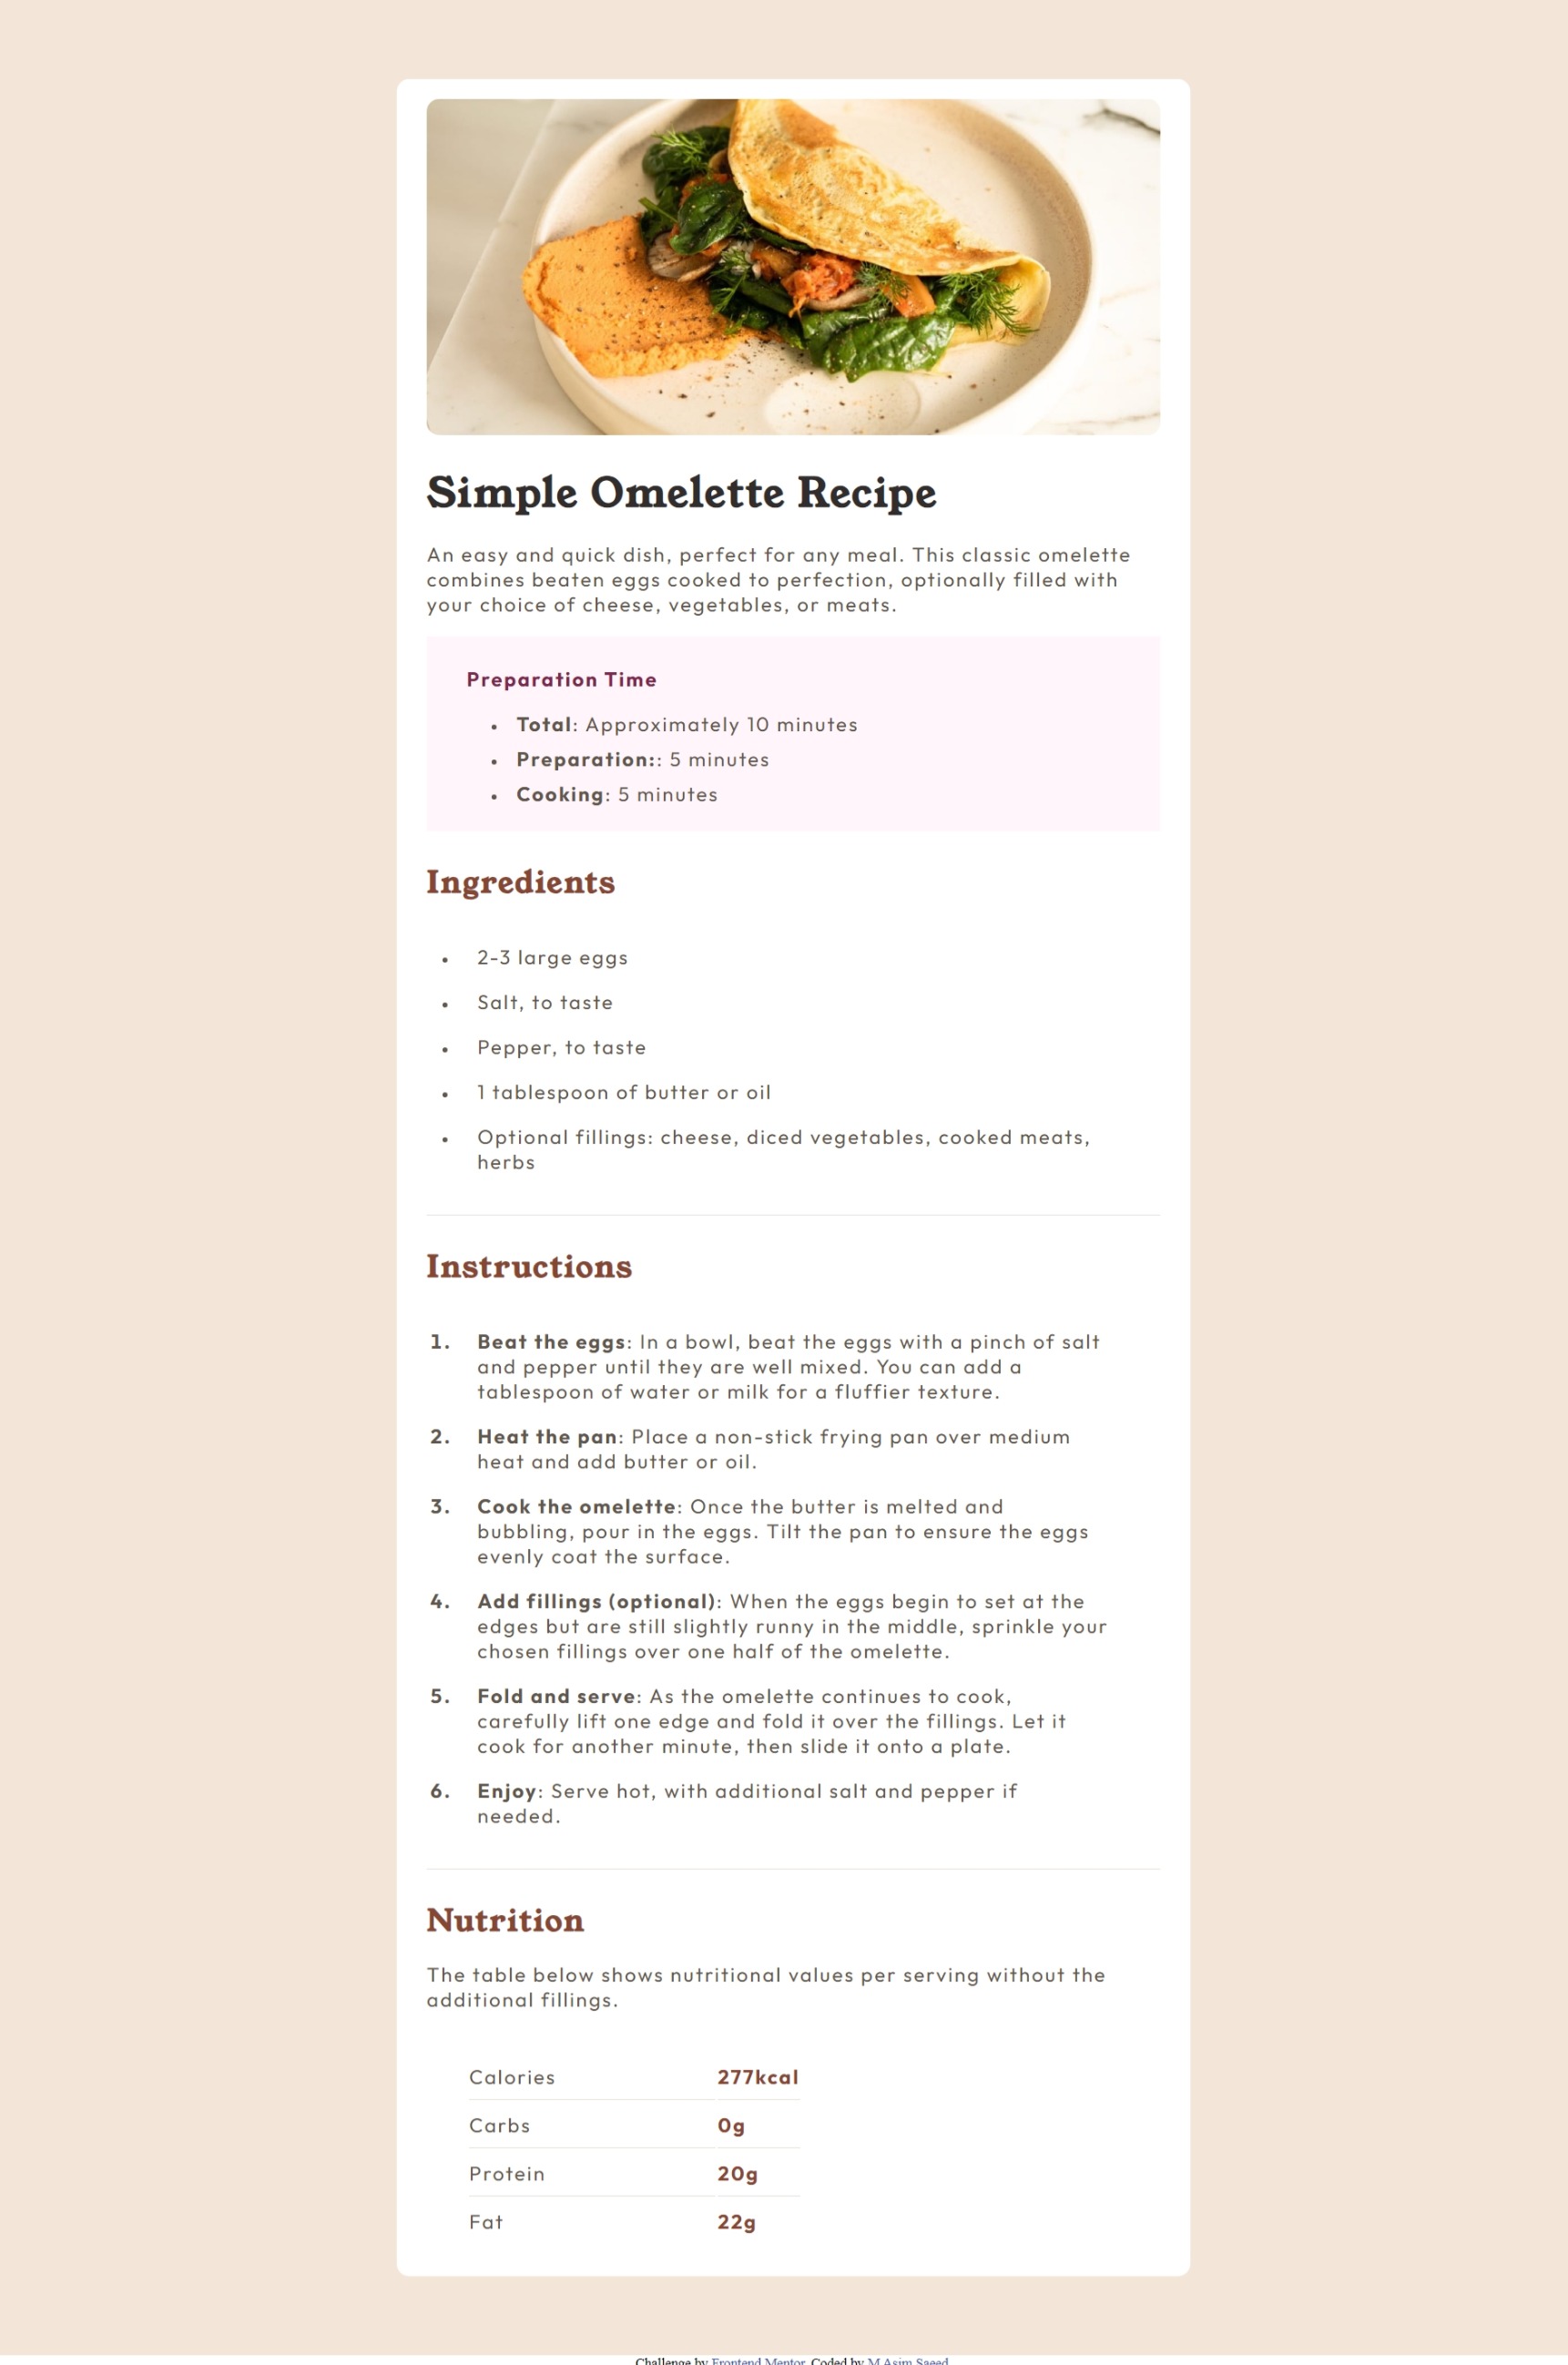 Simple Omelette Recipe
An easy and quick dish, perfect for any meal. This classic omelette
combines beaten eggs cooked to perfection, optionally filled with
your choice of cheese, vegetables, or meats.
Preparation Time
• Total: Approximately 10 minutes
• Preparation:: 5 minutes
• Cooking: 5 minutes
Ingredients
• 2-3 large eggs
• Salt, to taste
• Pepper, to taste
• 1 tablespoon of butter or oil
• Optional fillings: cheese, diced vegetables, cooked meats,
herbs
Instructions
1. Beat the eggs: In a bowl, beat the eggs with a pinch of salt
and pepper until they are well mixed. You can add a
tablespoon of water or milk for a fluffier texture.
2. Heat the pan: Place a non-stick frying pan over medium
heat and add butter or oil.
3. Cook the omelette: Once the butter is melted and
bubbling, pour in the eggs. Tilt the pan to ensure the eggs
evenly coat the surface.
4. Add fillings (optional): When the eggs begin to set at the
edges but are still slightly runny in the middle, sprinkle your
chosen fillings over one half of the omelette.
5. Fold and serve: As the omelette continues to cook,
carefully lift one edge and fold it over the fillings. Let it
cook for another minute, then slide it onto a plate.
6. Enjoy: Serve hot, with additional salt and pepper if
needed.
Nutrition
The table below shows nutritional values per serving without the
additional fillings.
Calories 277kcal
Carbs 0g
Protein 20g
Fat 22g
Challenge by Frontend Mentor. Coded by M Asim Saeed.